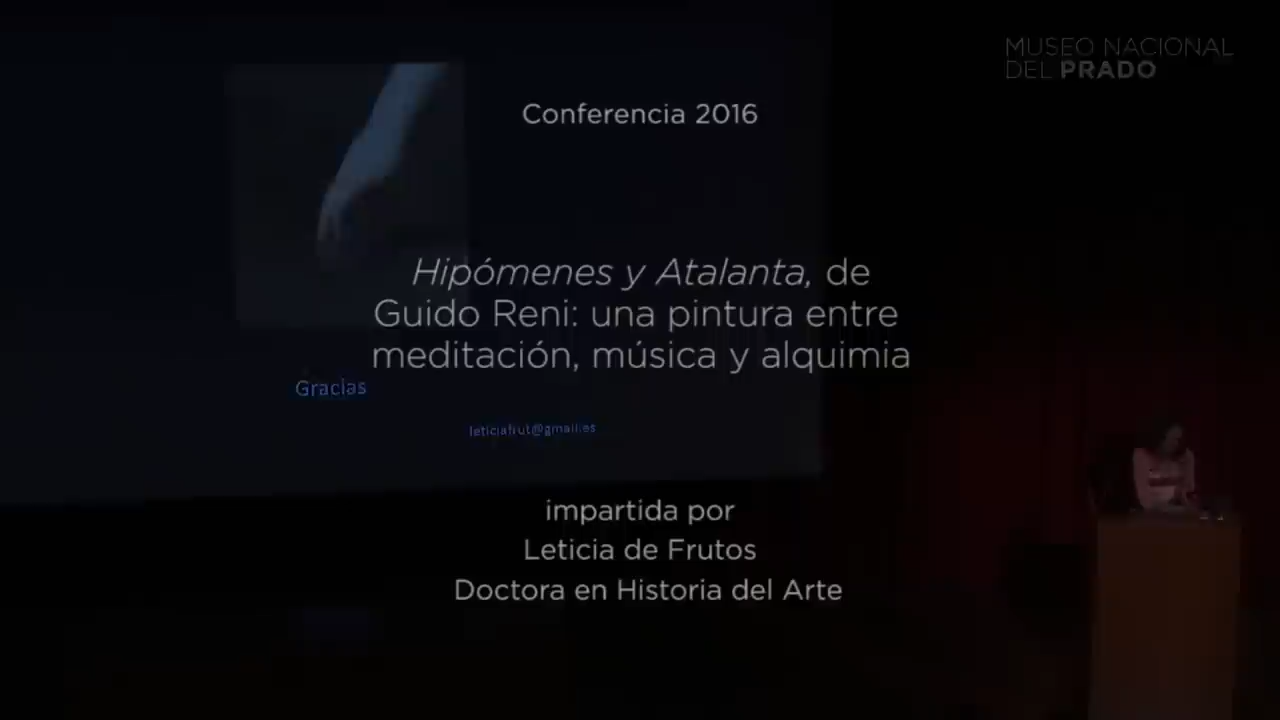 MUSEO NACIONAL
DEL PRADO
Conferencia 2016
Hipómenes y Atalanta, de
Guido Reni: una pintura entre
meditación, música y alquimia
Gracias
leticiafrut@gmail.es
impartida por
Leticia de Frutos
Doctora en Historia del Arte